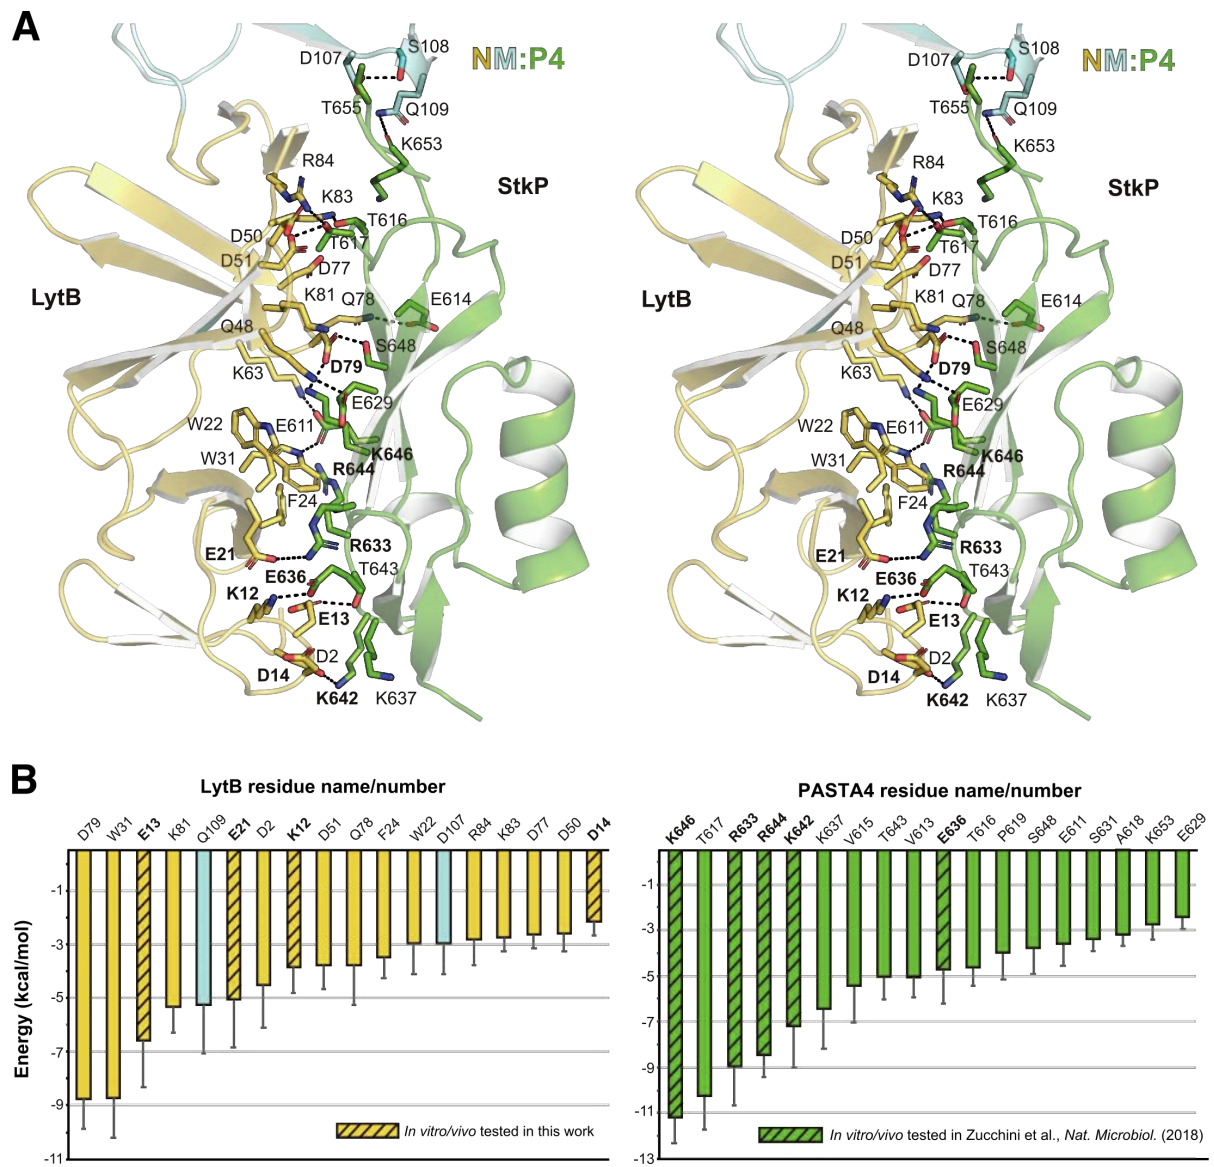 A
NM:P4
StkP
LytB
D107
S108
T655
Q109
K653
R84
K83
T616
D50
T617
D51
D77
K81
Q78
E614
Q48
S648
D79
K63
E629
W22
E611
K646
W31
R644
F24
E21
R633
E636
T643
K12
E13
D2
D14
K642
K637
NM:P4
StkP
LytB
D107
S108
T655
Q109
K653
R84
K83
T616
D50
T617
D51
D77
K81
Q78
E614
Q48
S648
D79
K63
E629
W22
E611
K646
W31
R644
F24
E21
R633
E636
T643
K12
E13
D2
D14
K642
K637
B
LytB residue name/number
D79 W31 E13 K81 Q109 E21 D2 K12 D51 Q78 F24 W22 D107 R84 K83 D77 D50 D14
Energy (kcal/mol)
-1
-3
-5
-7
-9
-11
In vitro/vivo tested in this work
PASTA4 residue name/number
K646 T617 R633 R644 K642 K637 V615 T643 V613 E636 T616 P619 S648 E611 S631 A618 K653 E629
-1
-3
-5
-7
-9
-11
-13
In vitro/vivo tested in Zucchini et al., Nat. Microbiol. (2018)